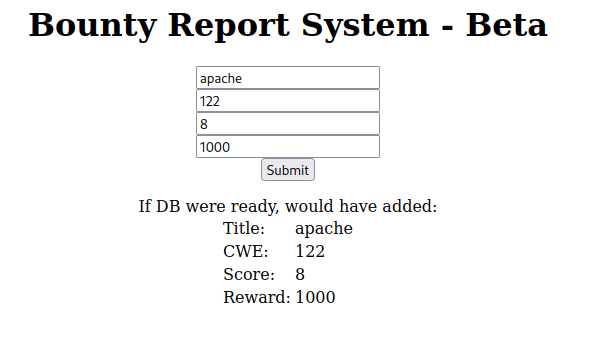 Bounty Report System - Beta
apache
122
8
1000
Submit
If DB were ready, would have added:
Title: apache
CWE: 122
Score: 8
Reward: 1000